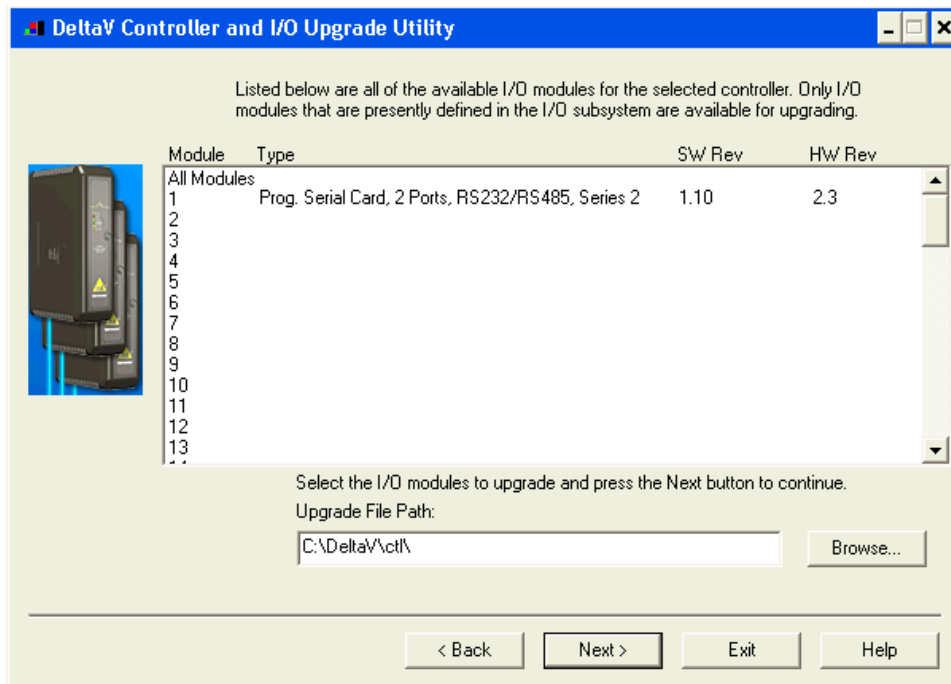 DeltaV Controller and I/O Upgrade Utility
Listed below are all of the available I/O modules for the selected controller. Only I/O
modules that are presently defined in the I/O subsystem are available for upgrading.
Module Type SW Rev HW Rev
All Modules
1 Prog. Serial Card, 2 Ports, RS232/RS485, Series 2 1.10 2.3
2
3
4
5
6
7
8
9
10
11
12
13
Select the I/O modules to upgrade and press the Next button to continue.
Upgrade File Path:
C:\DeltaV\ctl\
Browse...
< Back Next > Exit Help